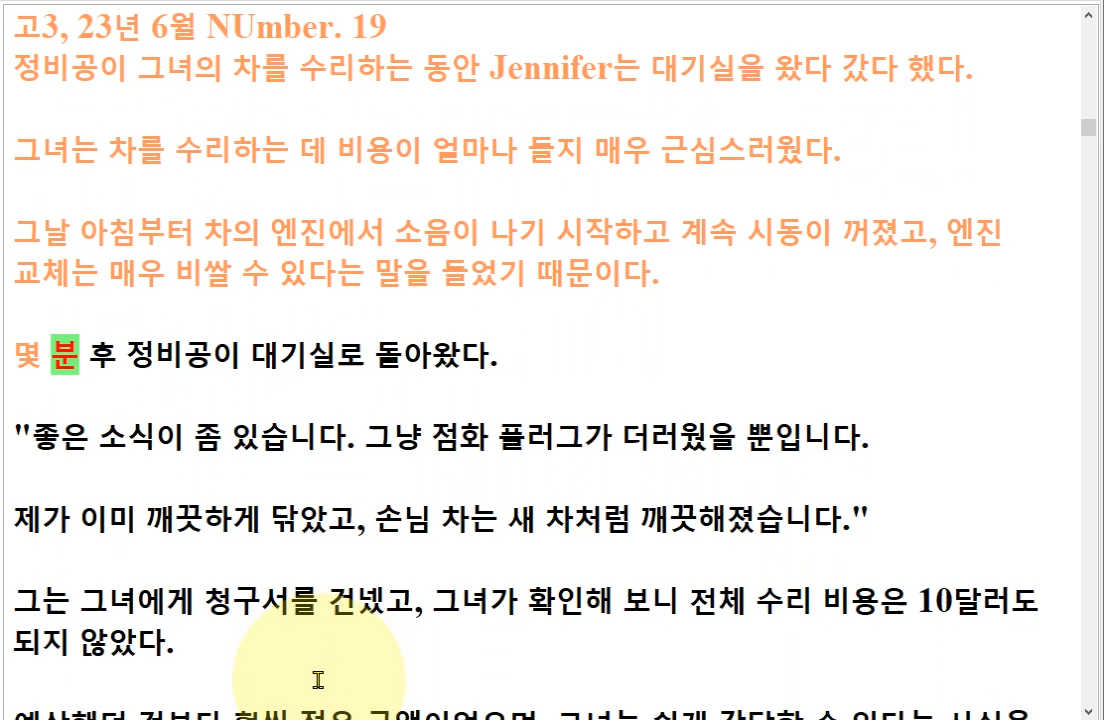 고3, 23년 6월 NUmber. 19
정비공이 그녀의 차를 수리하는 동안 Jennifer는 대기실을 왔다 갔다 했다.
그녀는 차를 수리하는 데 비용이 얼마나 들지 매우 근심스러웠다.
그날 아침부터 차의 엔진에서 소음이 나기 시작하고 계속 시동이 꺼졌고, 엔진
교체는 매우 비쌀 수 있다는 말을 들었기 때문이다.
몇 분 후 정비공이 대기실로 돌아왔다.
"좋은 소식이 좀 있습니다. 그냥 점화 플러그가 더러웠을 뿐입니다.
제가 이미 깨끗하게 닦았고, 손님 차는 새 차처럼 깨끗해졌습니다."
그는 그녀에게 청구서를 건넸고, 그녀가 확인해 보니 전체 수리 비용은 10달러도
되지 않았다.